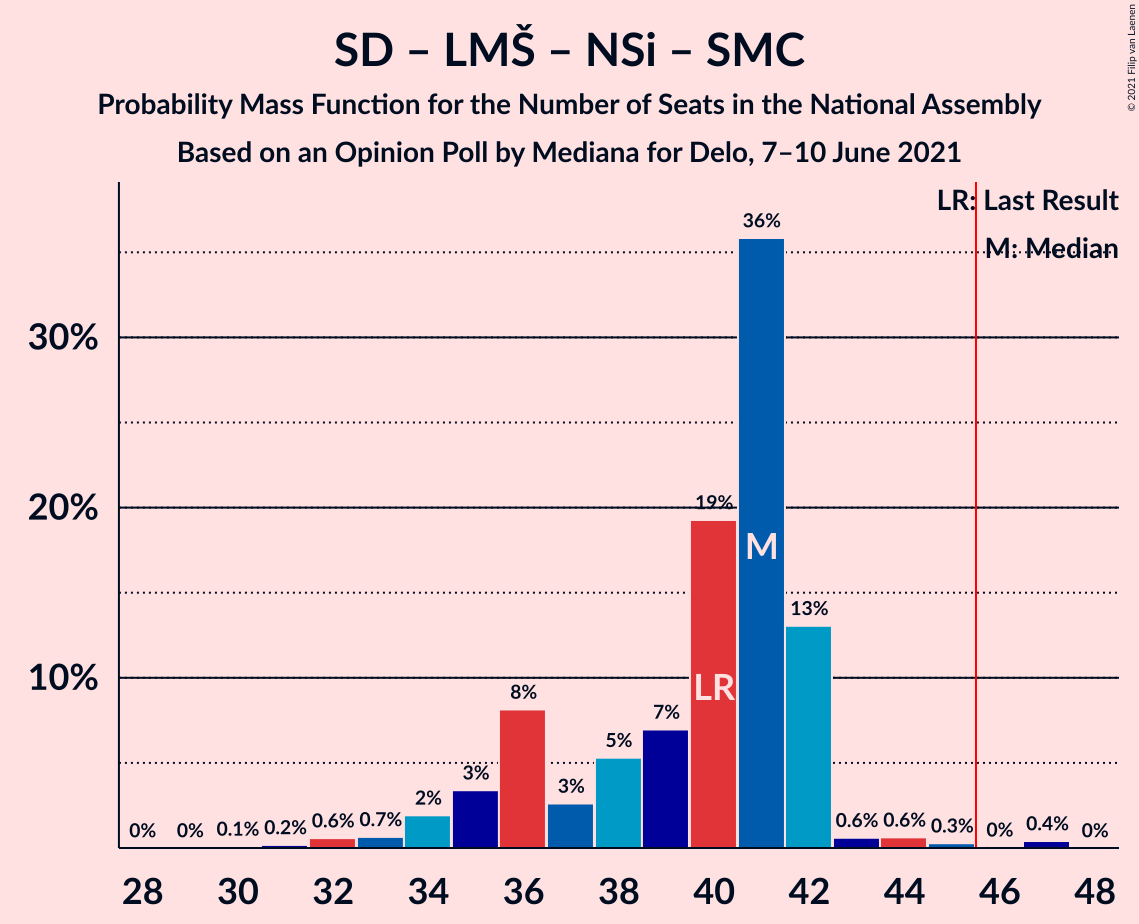 SD – LMŠ – NSi – SMC
Probability Mass Function for the Number of Seats in the National Assembly
Based on an Opinion Poll by Mediana for Delo, 7–10 June 2021
© 2021 Filip van Laenen
LR: Last Result
M: Median
30%
20%
10%
0%
0%
0.1%
0.2%
0.6%
0.7%
2%
3%
8%
3%
5%
7%
19%
36%
13%
0.6%
0.6%
0.3%
0%
0.4%
0%
LR
M
28 30 32 34 36 38 40 42 44 46 48